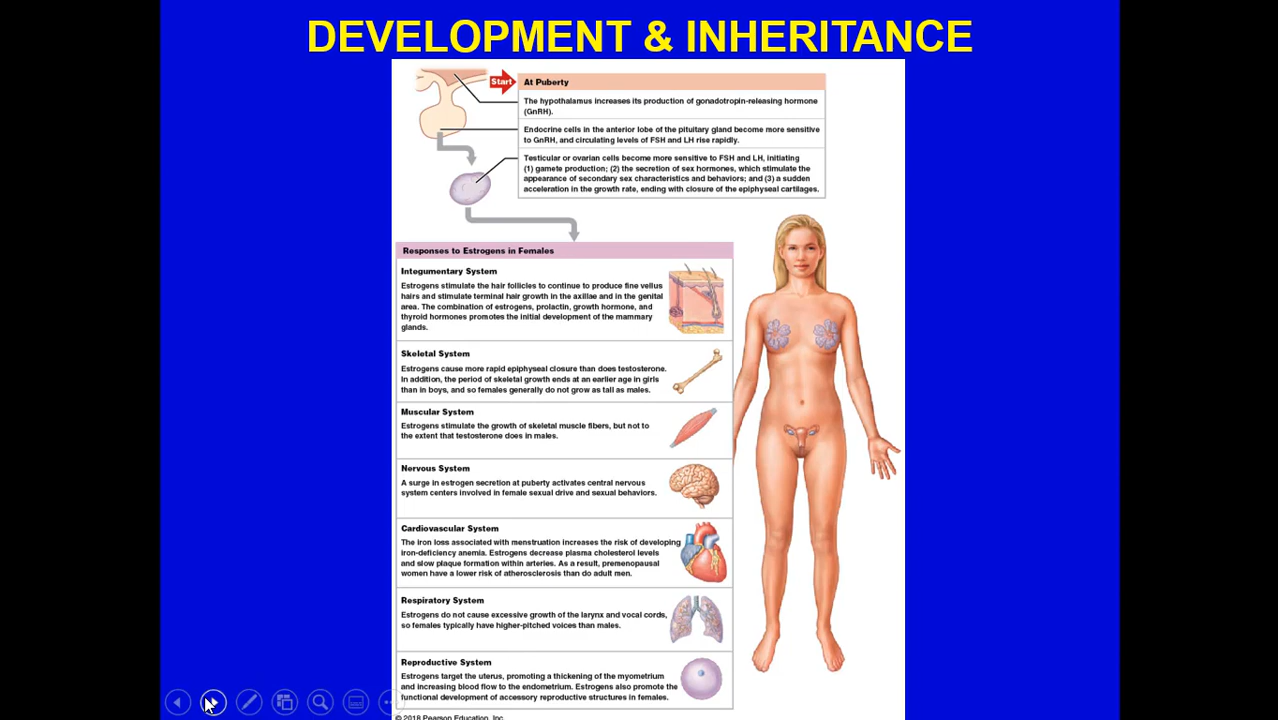 DEVELOPMENT & INHERITANCE
Start
At Puberty
The hypothalamus increases its production of gonadotropin-releasing hormone
(GnRH).
Endocrine cells in the anterior lobe of the pituitary gland become more sensitive
to GnRH, and circulating levels of FSH and LH rise rapidly.
Testicular or ovarian cells become more sensitive to FSH and LH, initiating
(1) gamete production; (2) the secretion of sex hormones, which stimulate the
appearance of secondary sex characteristics and behaviors; and (3) a sudden
acceleration in the growth rate, ending with closure of the epiphyseal cartilages.
Responses to Estrogens in Females
Integumentary System
Estrogens stimulate the hair follicles to continue to produce fine vellus
hairs and stimulate terminal hair growth in the axillae and in the genital
area. The combination of estrogens, prolactin, growth hormone, and
thyroid hormones promotes the initial development of the mammary
glands.
Skeletal System
Estrogens cause more rapid epiphyseal closure than does testosterone.
In addition, the period of skeletal growth ends at an earlier age in girls
than in boys, and so females generally do not grow as tall as males.
Muscular System
Estrogens stimulate the growth of skeletal muscle fibers, but not to
the extent that testosterone does in males.
Nervous System
A surge in estrogen secretion at puberty activates central nervous
system centers involved in female sexual drive and sexual behaviors.
Cardiovascular System
The iron loss associated with menstruation increases the risk of developing
iron-deficiency anemia. Estrogens decrease plasma cholesterol levels
and slow plaque formation within arteries. As a result, premenopausal
women have a lower risk of atherosclerosis than do adult men.
Respiratory System
Estrogens do not cause excessive growth of the larynx and vocal cords,
so females typically have higher-pitched voices than males.
Reproductive System
Estrogens target the uterus, promoting a thickening of the myometrium
and increasing blood flow to the endometrium. Estrogens also promote the
functional development of accessory reproductive structures in females.
© 2018 Pearson Education, Inc.